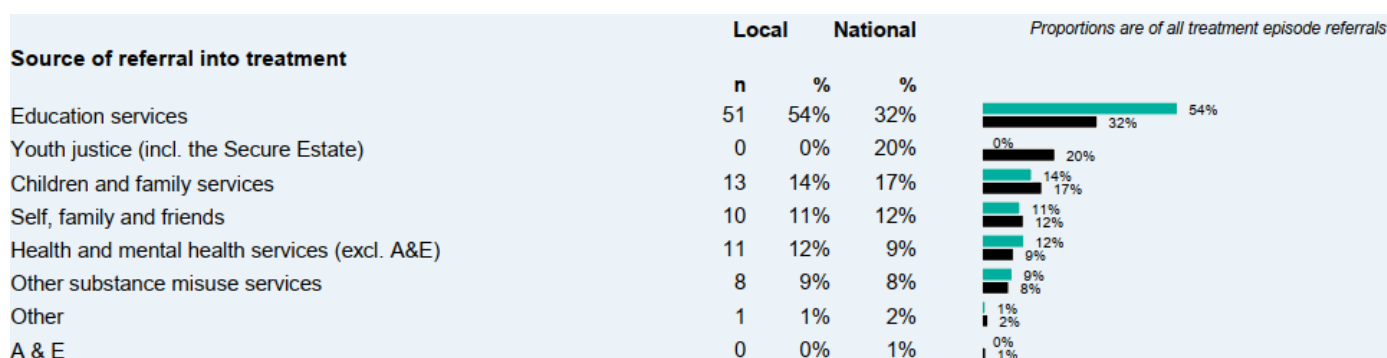 Local National Proportions are of all treatment episode referrals
Source of referral into treatment
n % %
Education services 51 54% 32% 54% 32%
Youth justice (incl. the Secure Estate) 0 0% 20% 0% 20%
Children and family services 13 14% 17% 14% 17%
Self, family and friends 10 11% 12% 11% 12%
Health and mental health services (excl. A&E) 11 12% 9% 12% 9%
Other substance misuse services 8 9% 8% 9% 8%
Other 1 1% 2% 1% 2%
A & E 0 0% 1% 0% 1%